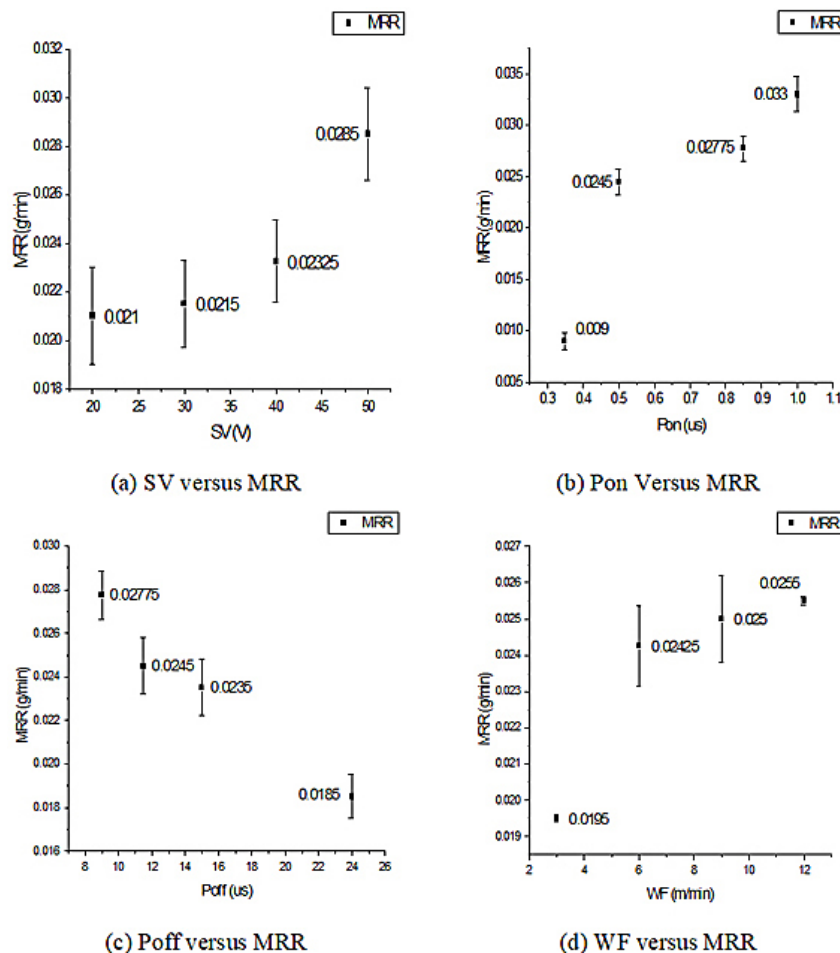 MRR
0.032
0.030
0.028
0.026
0.024
0.022
0.020
0.018
MRR(g/min)
0.0285
0.02325
0.0215
0.021
20 25 30 35 40 45 50
SV(V)
(a) SV versus MRR
MRR
0.035
0.030
0.025
0.020
0.015
0.010
0.005
MRR(g/min)
0.033
0.02775
0.0245
0.009
0.3 0.4 0.5 0.6 0.7 0.8 0.9 1.0 1.1
Pon(us)
(b) Pon Versus MRR
MRR
0.030
0.028
0.026
0.024
0.022
0.020
0.018
0.016
MRR(g/min)
0.02775
0.0245
0.0235
0.0185
8 10 12 14 16 18 20 22 24 26
Poff(us)
(c) Poff versus MRR
MRR
0.027
0.026
0.025
0.024
0.023
0.022
0.021
0.020
0.019
MRR(g/min)
0.0255
0.025
0.02425
0.0195
2 4 6 8 10 12
WF(m/min)
(d) WF versus MRR